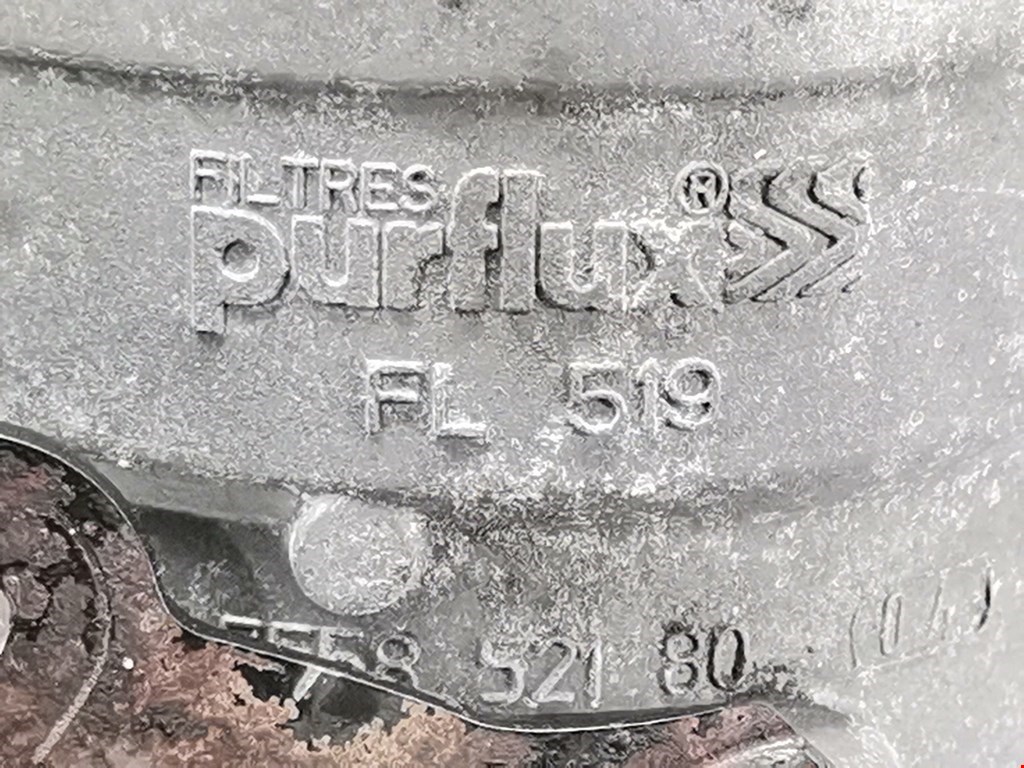 FILTRES
purflux®
FL 519
521 80